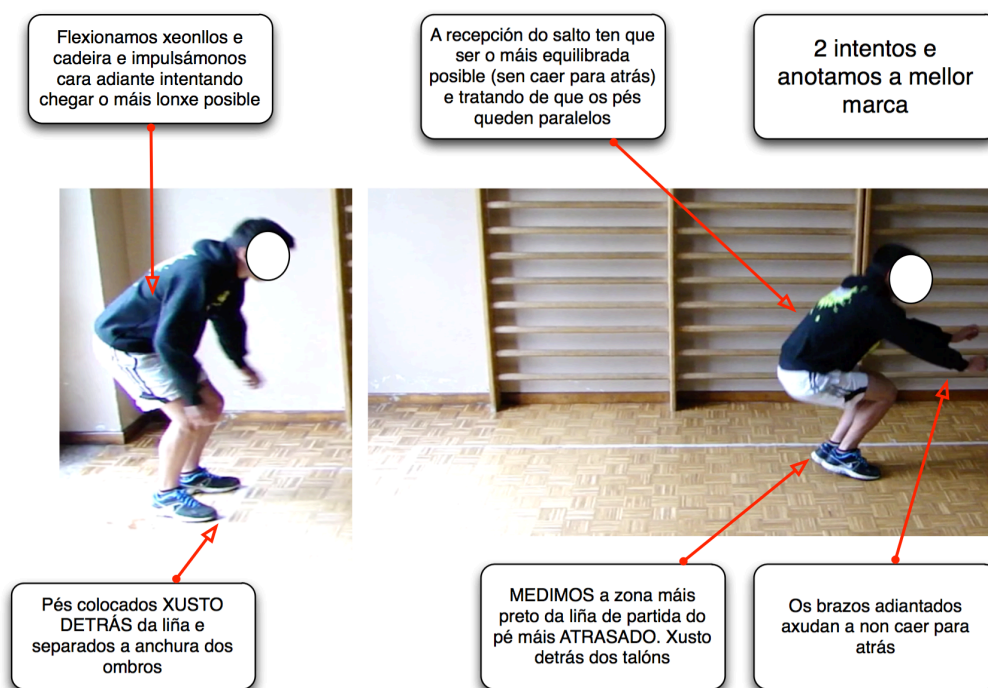 Flexionamos xeonllos e
cadeira e impulsámonos
cara adiante intentando
chegar o máis lonxe posible
A recepción do salto ten que
ser o máis equilibrada
posible (sen caer para atrás)
e tratando de que os pés
queden paralelos
2 intentos e
anotamos a mellor
marca
Pés colocados XUSTO
DETRÁS da liña e
separados a anchura dos
ombros
MEDIMOS a zona máis
preto da liña de partida do
pé máis ATRASADO. Xusto
detrás dos talóns
Os brazos adiantados
axudan a non caer para
atrás